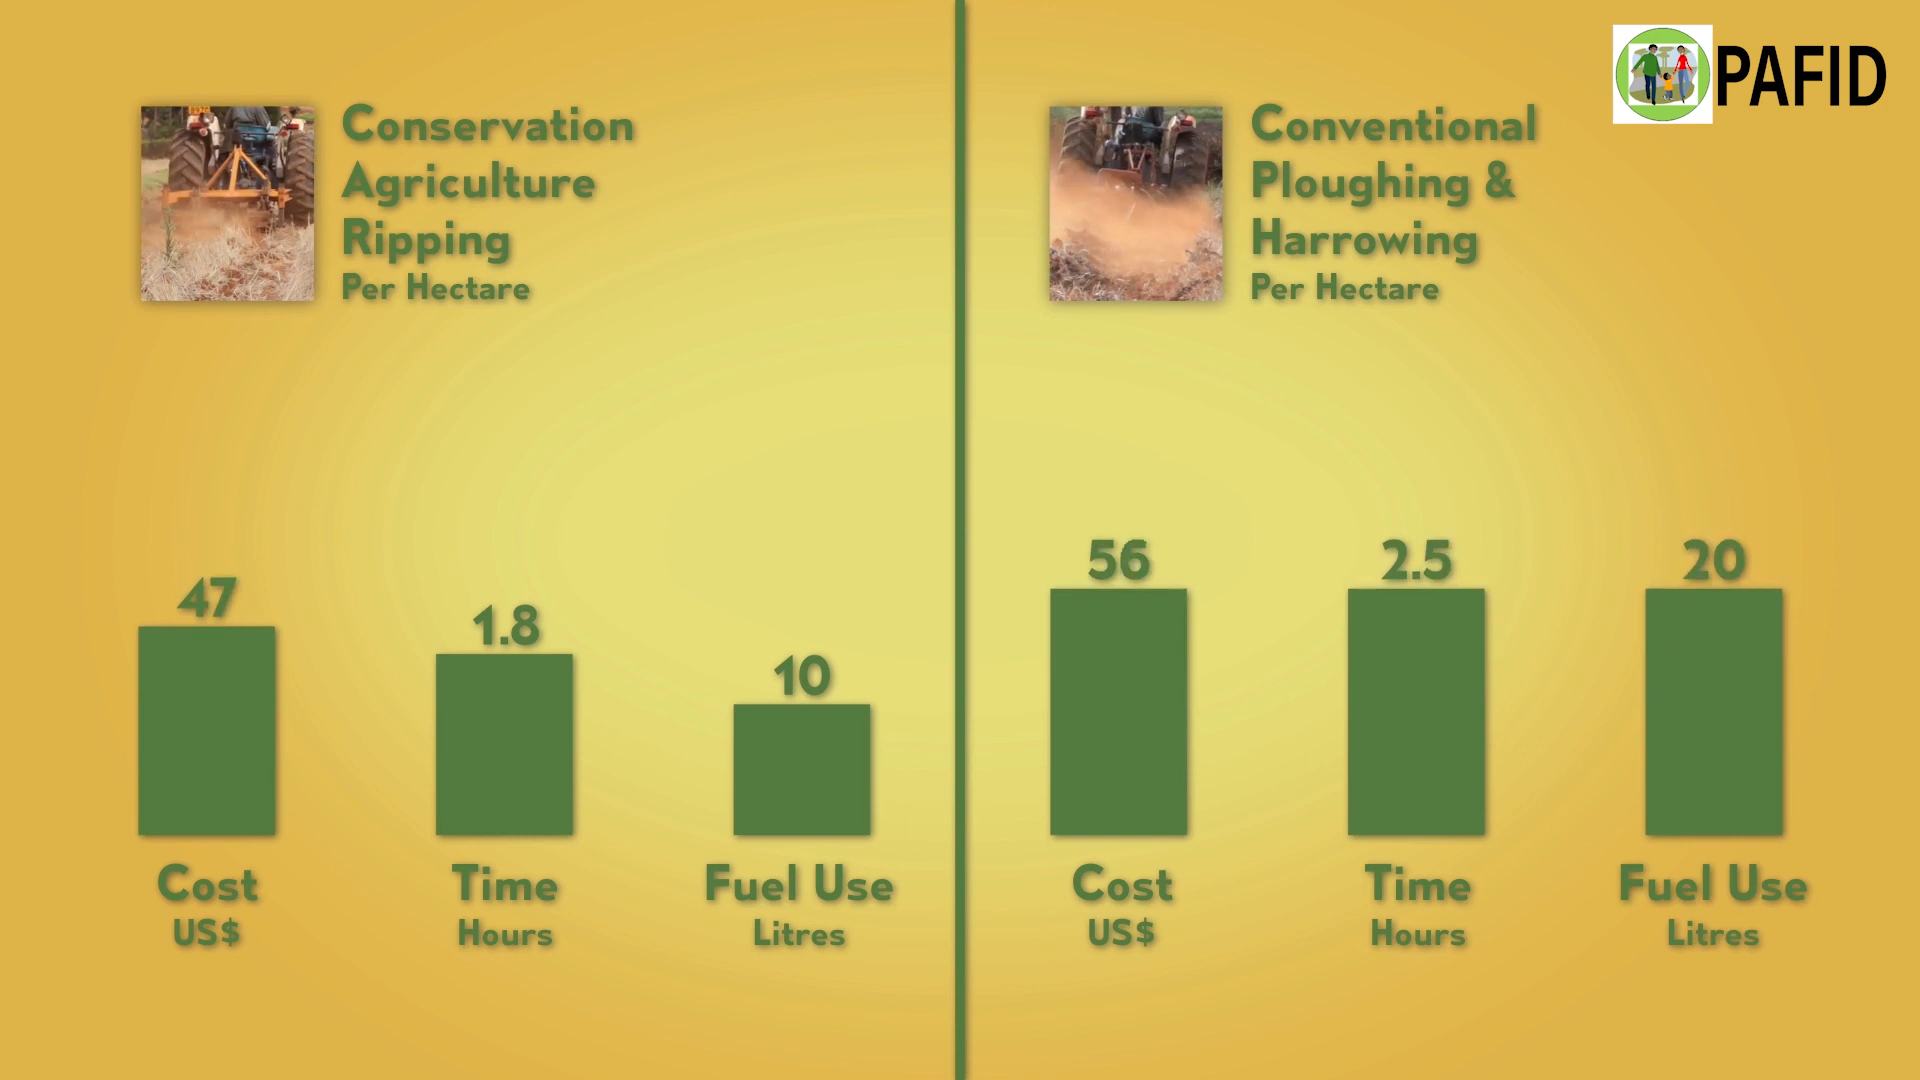 PAFID
Conservation
Agriculture
Ripping
Per Hectare
47
1.8
10
Cost
US$
Time
Hours
Fuel Use
Litres
Conventional
Ploughing &
Harrowing
Per Hectare
56
2.5
20
Cost
US$
Time
Hours
Fuel Use
Litres